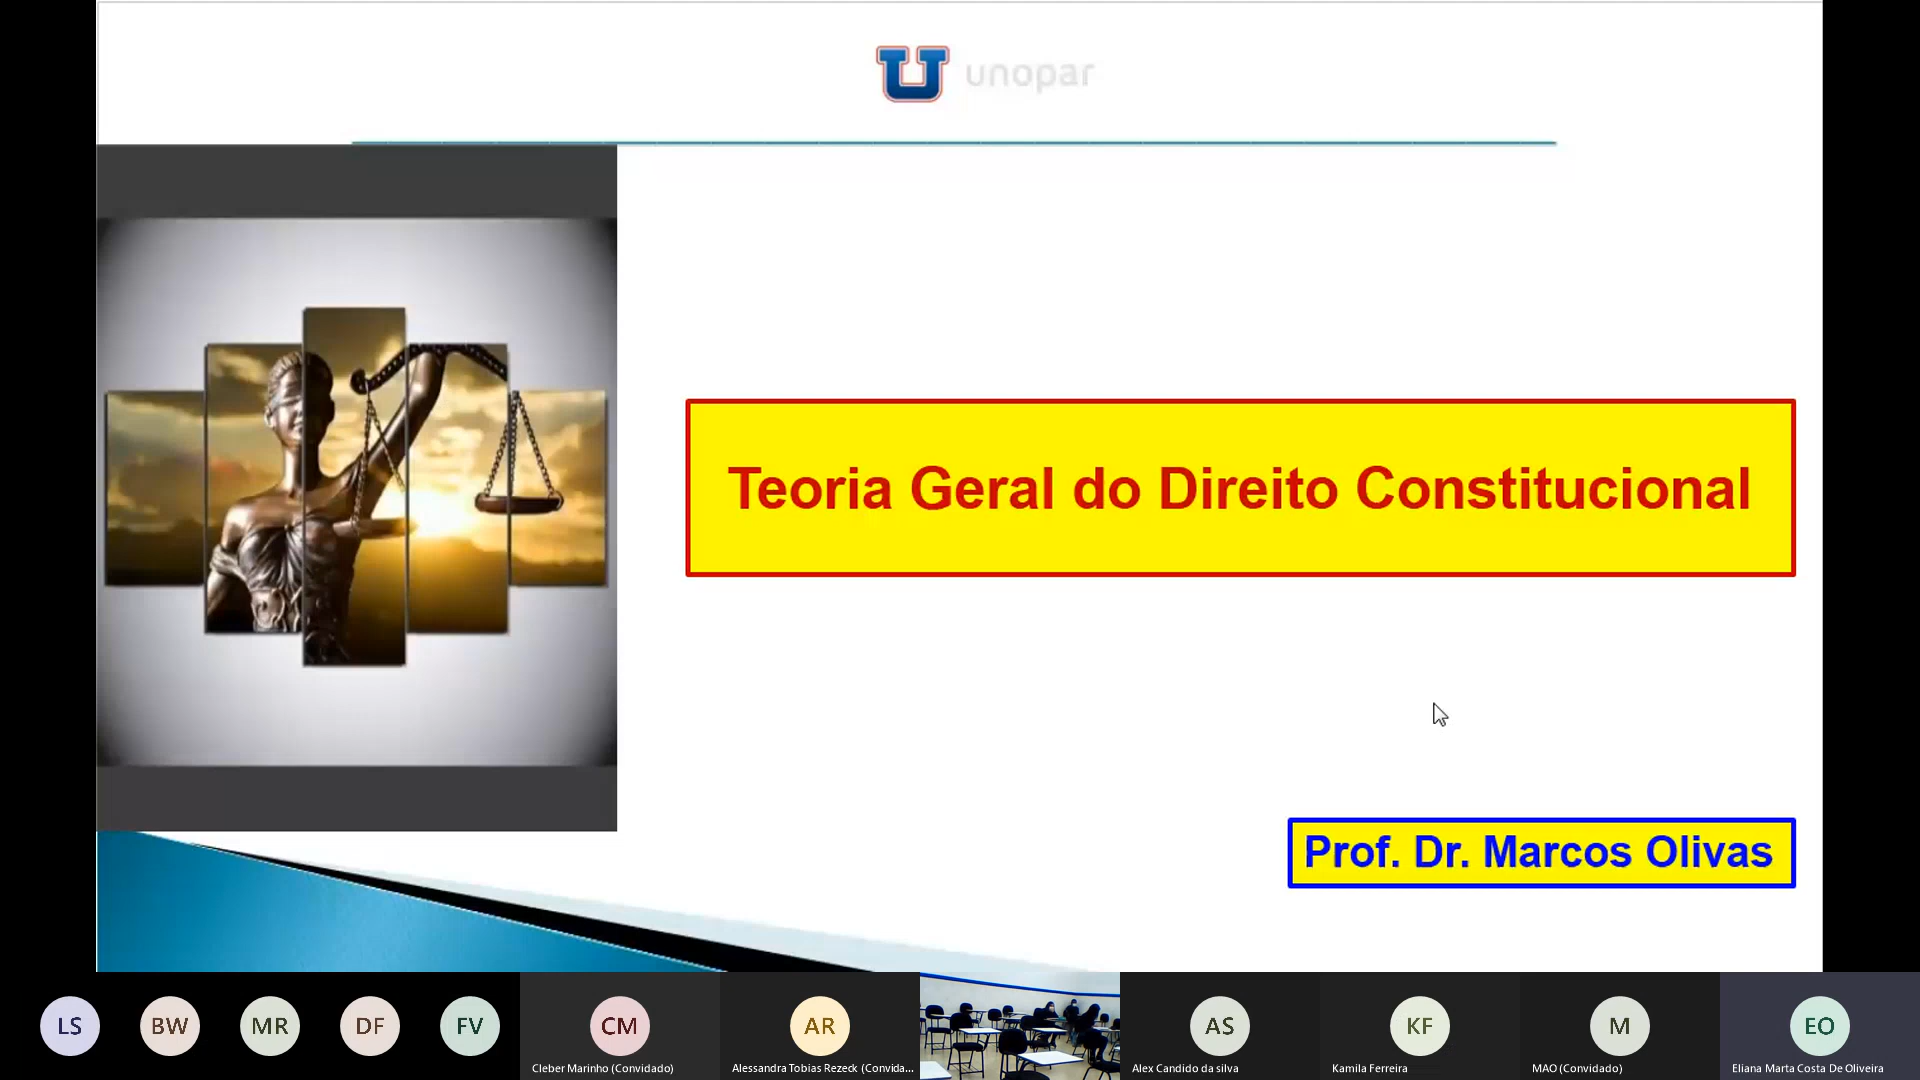 unopar
Teoria Geral do Direito Constitucional
Prof. Dr. Marcos Olivas
LS
BW
MR
DF
FV
CM
Cleber Marinho (Convidado)
AR
Alessandra Tobias Rezeck (Convida...
AS
Alex Candido da silva
KF
Kamila Ferreira
M
MAO (Convidado)
EO
Eliana Marta Costa De Oliveira